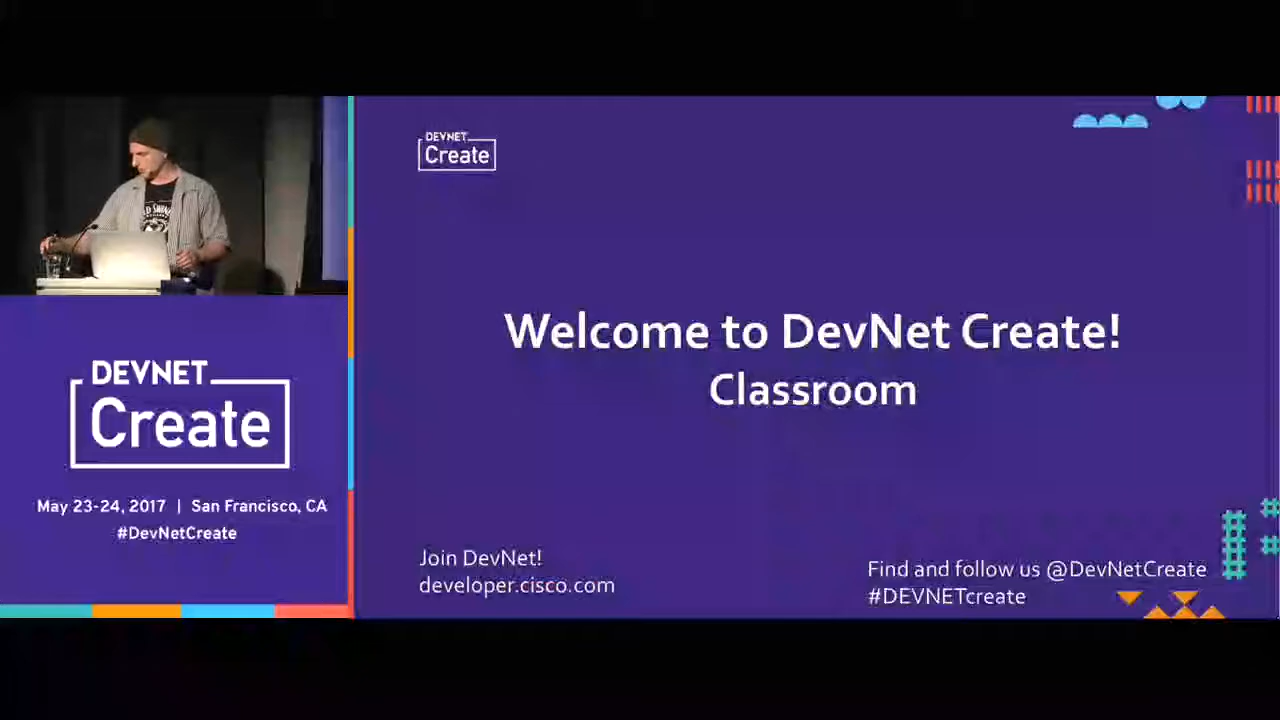 DEVNET
Create
May 23-24, 2017 | San Francisco, CA
#DevNetCreate
DEVNET
Create
Welcome to DevNet Create!
Classroom
Join DevNet!
developer.cisco.com
Find and follow us @DevNetCreate
#DEVNETcreate